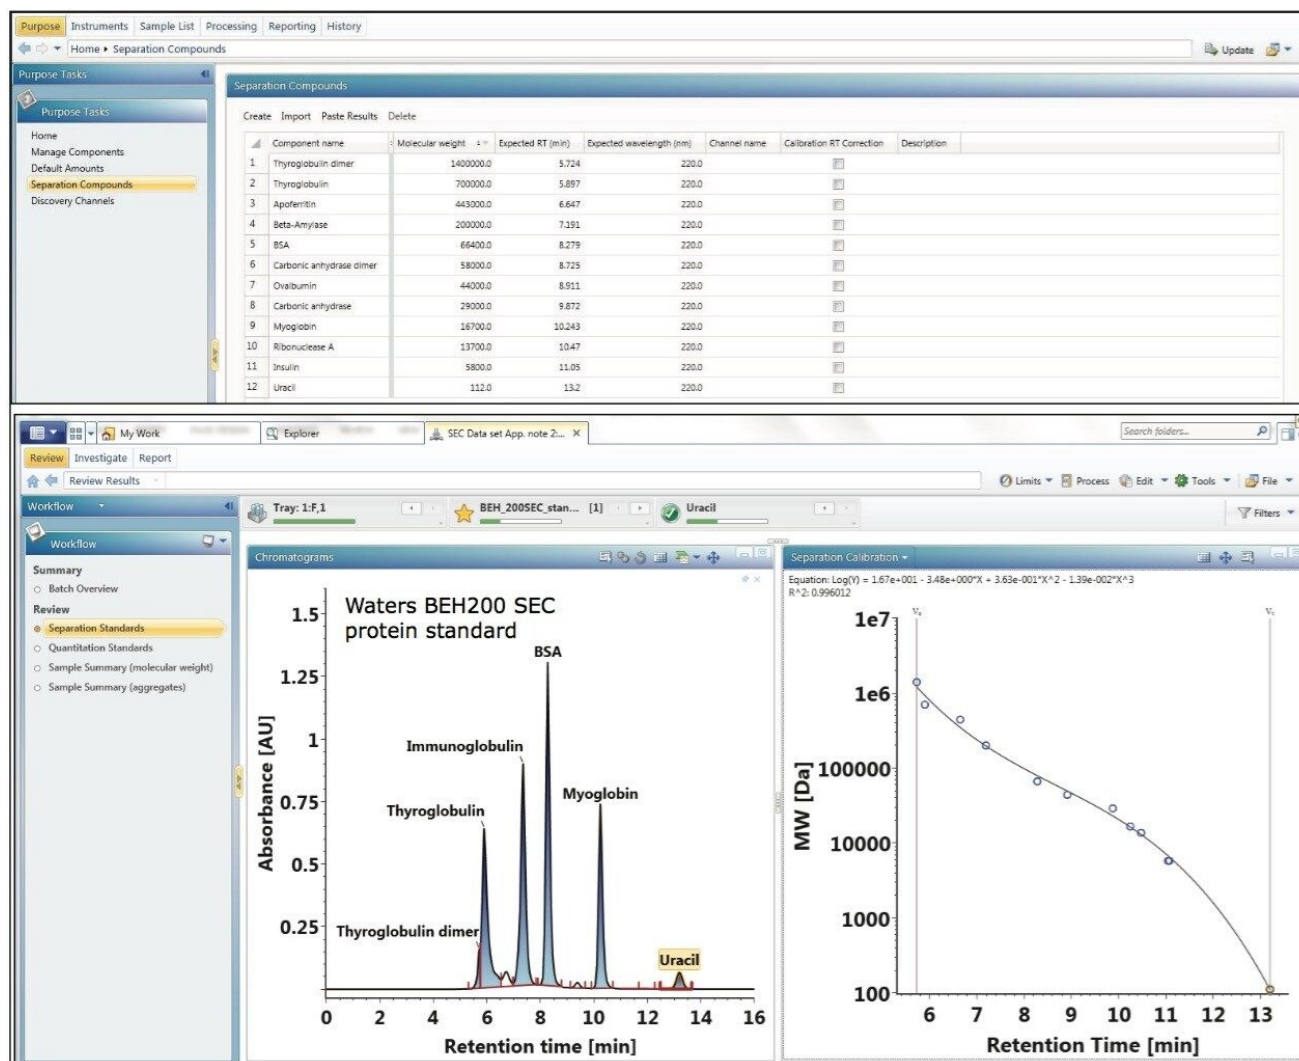 Purpose Instruments Sample List Processing Reporting History
Home ▸ Separation Compounds Update
Purpose Tasks
Purpose Tasks
Home
Manage Components
Default Amounts
Separation Compounds
Discovery Channels
Separation Compounds
Create Import Paste Results Delete
Component name Molecular weight Expected RT (min) Expected wavelength (nm) Channel name Calibration RT Correction Description
1 Thyroglobulin dimer 1400000.0 5.724 220.0
2 Thyroglobulin 700000.0 5.897 220.0
3 Apoferritin 443000.0 6.647 220.0
4 Beta-Amylase 200000.0 7.191 220.0
5 BSA 66400.0 8.279 220.0
6 Carbonic anhydrase dimer 58000.0 8.725 220.0
7 Ovalbumin 44000.0 8.911 220.0
8 Carbonic anhydrase 29000.0 9.872 220.0
9 Myoglobin 16700.0 10.243 220.0
10 Ribonuclease A 13700.0 10.47 220.0
11 Insulin 5800.0 11.05 220.0
12 Uracil 112.0 13.2 220.0
My Work Explorer SEC Data set App. note 2:... Search folders...
Review Investigate Report
Review Results Limits Process Edit Tools File
Workflow
Workflow
Summary
Batch Overview
Review
Separation Standards
Quantitation Standards
Sample Summary (molecular weight)
Sample Summary (aggregates)
Tray: 1:F,1 BEH_200SEC_stan... [1] Uracil Filters
Chromatograms
Waters BEH200 SEC
protein standard
BSA
Immunoglobulin
Myoglobin
Thyroglobulin
Thyroglobulin dimer
Uracil
Absorbance [AU]
1.5
1.25
1
0.75
0.5
0.25
0 2 4 6 8 10 12 14 16
Retention time [min]
Separation Calibration
Equation: Log(Y) = 1.67e+001 - 3.48e+000*X + 3.63e-001*X^2 - 1.39e-002*X^3
R^2: 0.996012
MW [Da]
1e7
1e6
100000
10000
1000
100
6 7 8 9 10 11 12 13
Retention Time [min]